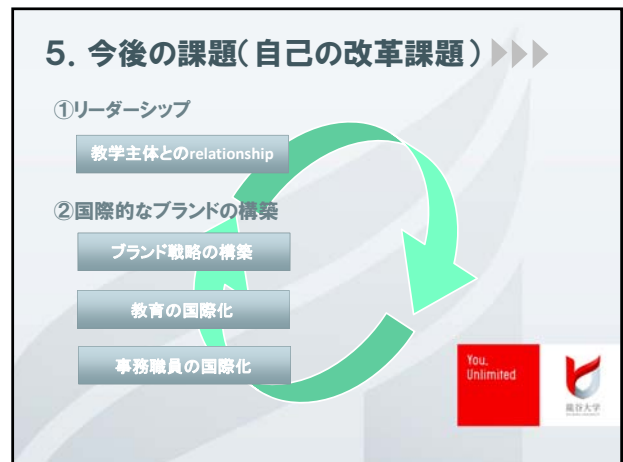 5. 今後の課題(自己の改革課題)
①リーダーシップ
教学主体とのrelationship
②国際的なブランドの構築
ブランド戦略の構築
教育の国際化
事務職員の国際化
You,
Unlimited
龍谷大学